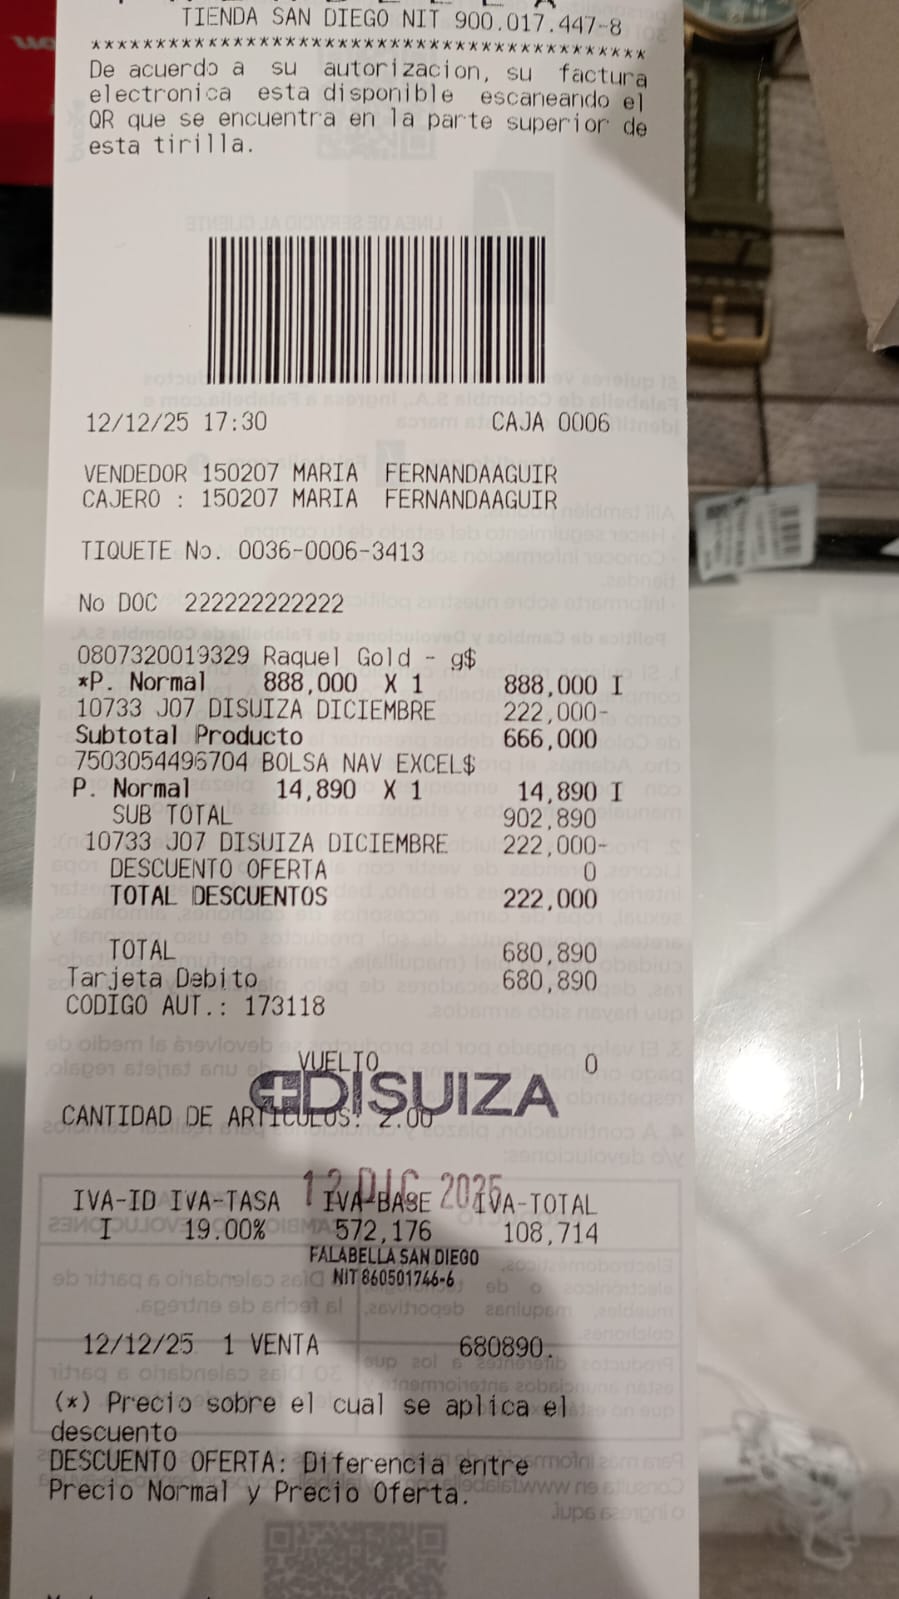 TIENDA SAN DIEGO NIT 900.017.447-8
*******************************************
De acuerdo a su autorizacion, su factura
electronica esta disponible escaneando el
QR que se encuentra en la parte superior de
esta tirilla.
12/12/25 17:30 CAJA 0006
VENDEDOR 150207 MARIA FERNANDAAGUIR
CAJERO : 150207 MARIA FERNANDAAGUIR
TIQUETE No. 0036-0006-3413
No DOC 222222222222
0807320019329 Raquel Gold - g$
*P. Normal 888,000 X 1 888,000 I
10733 J07 DISUIZA DICIEMBRE 222,000-
Subtotal Producto 666,000
7503054496704 BOLSA NAV EXCEL$
P. Normal 14,890 X 1 14,890 I
SUB TOTAL 902,890
10733 J07 DISUIZA DICIEMBRE 222,000-
DESCUENTO OFERTA 0
TOTAL DESCUENTOS 222,000
TOTAL 680,890
Tarjeta Debito 680,890
CODIGO AUT.: 173118
VUELTO 0
DISUIZA
CANTIDAD DE ARTICULOS: 2.00
12 DIC 2025
IVA-ID IVA-TASA IVA-BASE IVA-TOTAL
I 19.00% 572,176 108,714
FALABELLA SAN DIEGO
NIT 860501746-6
12/12/25 1 VENTA 680890.
(*) Precio sobre el cual se aplica el
descuento
DESCUENTO OFERTA: Diferencia entre
Precio Normal y Precio Oferta.